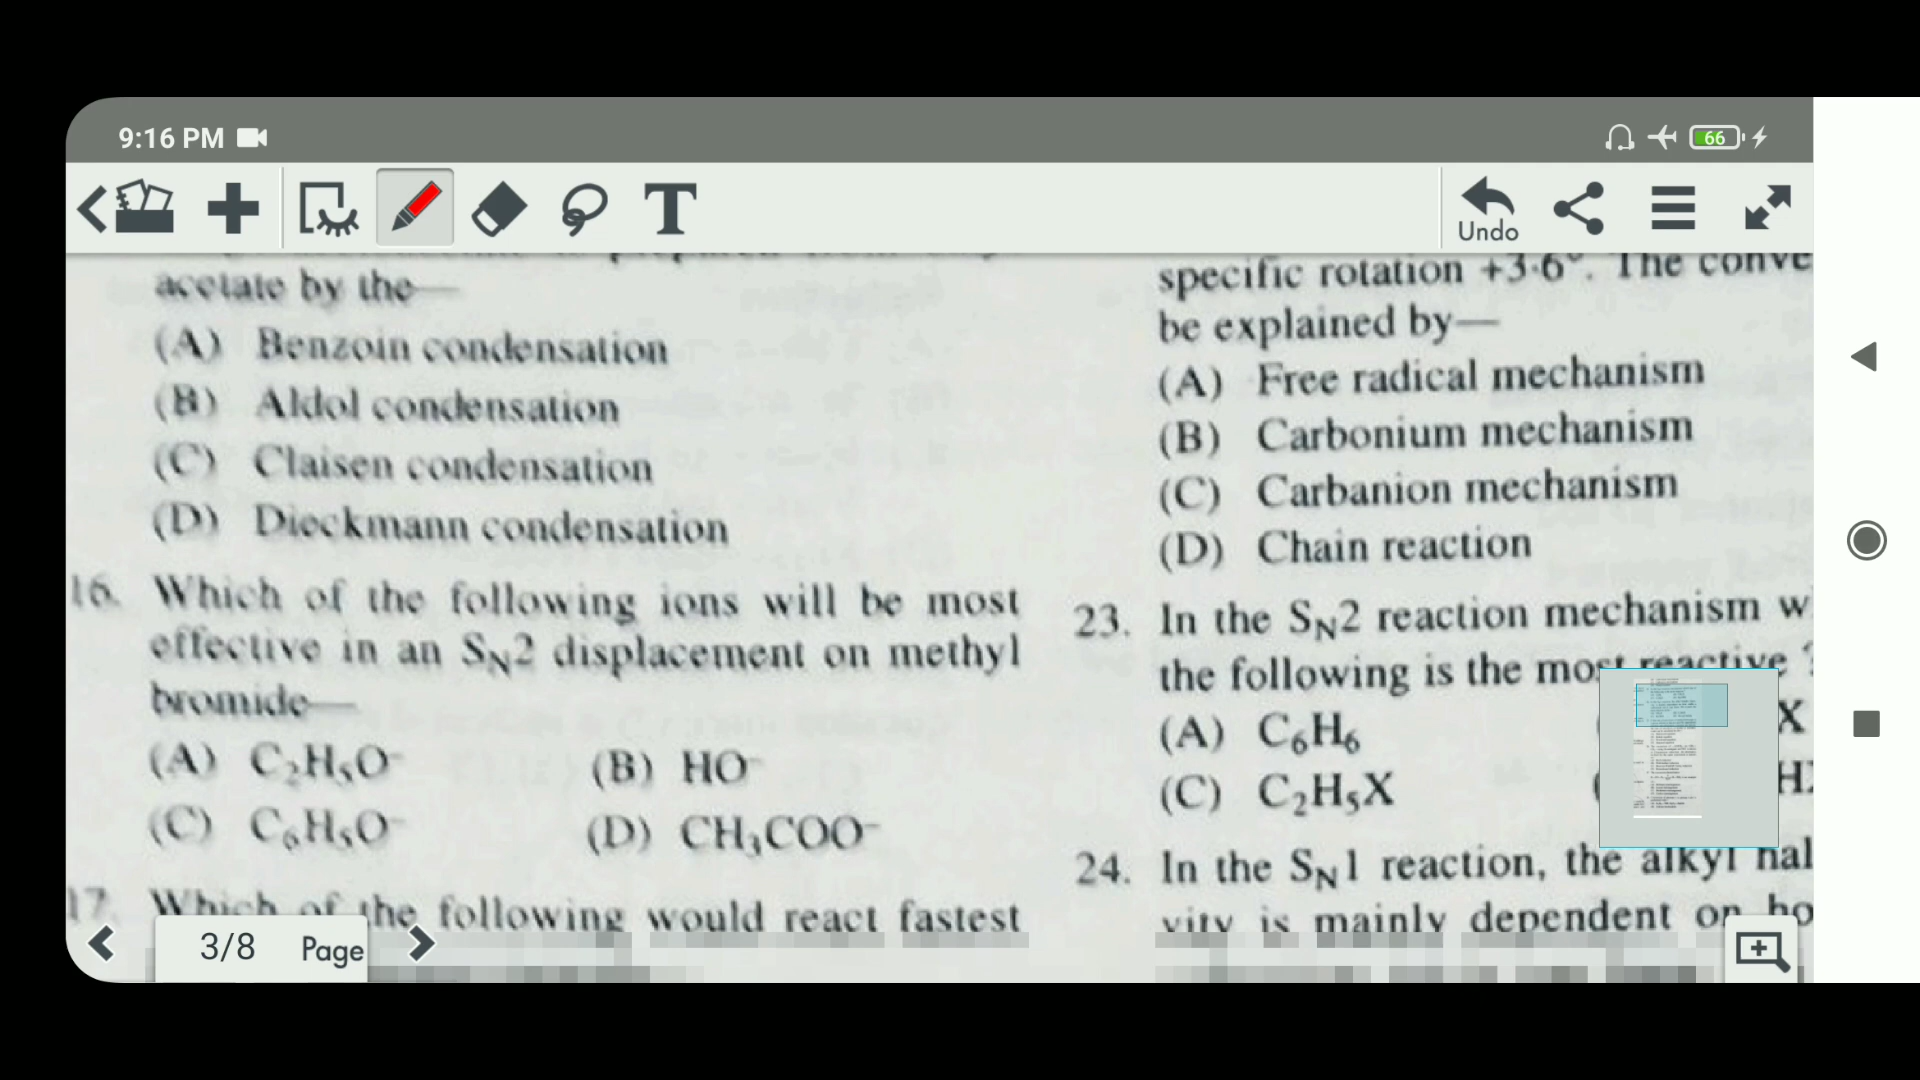 9:16 PM
66
T
Undo
acetate by the—
(A) Benzoin condensation
(B) Aldol condensation
(C) Claisen condensation
(D) Dieckmann condensation
16. Which of the following ions will be most
effective in an SN2 displacement on methyl
bromide—
(A) C₂H₅O⁻ (B) HO⁻
(C) C₆H₅O⁻ (D) CH₃COO⁻
17. Which of the following would react fastest
specific rotation +3·6°. The conve
be explained by—
(A) Free radical mechanism
(B) Carbonium mechanism
(C) Carbanion mechanism
(D) Chain reaction
23. In the SN2 reaction mechanism w
the following is the most reactive ?
(A) C₆H₆ X
(C) C₂H₅X
24. In the SN1 reaction, the alkyl hal
vity is mainly dependent on
3/8 Page